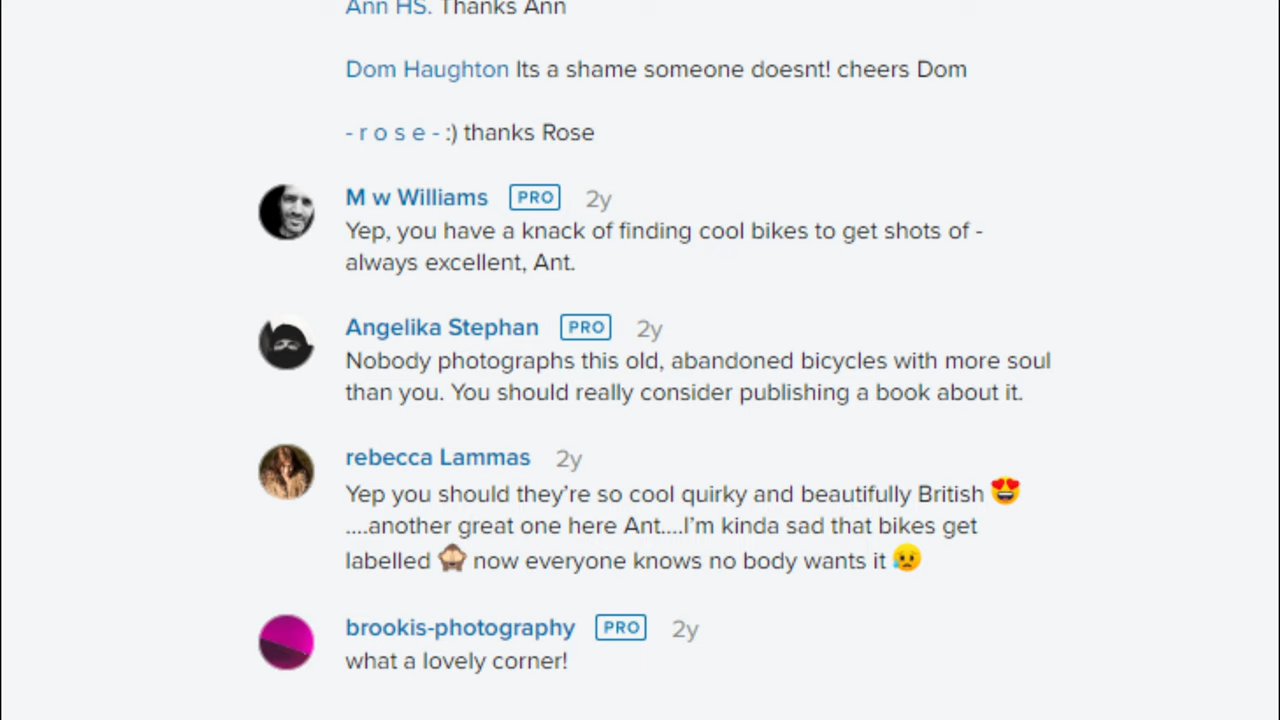 Ann HS. Thanks Ann
Dom Haughton Its a shame someone doesnt! cheers Dom
- r o s e - :) thanks Rose
M w Williams PRO 2y
Yep, you have a knack of finding cool bikes to get shots of -
always excellent, Ant.
Angelika Stephan PRO 2y
Nobody photographs this old, abandoned bicycles with more soul
than you. You should really consider publishing a book about it.
rebecca Lammas 2y
Yep you should they’re so cool quirky and beautifully British 😍
....another great one here Ant....I’m kinda sad that bikes get
labelled 🙈 now everyone knows no body wants it 😥
brookis-photography PRO 2y
what a lovely corner!